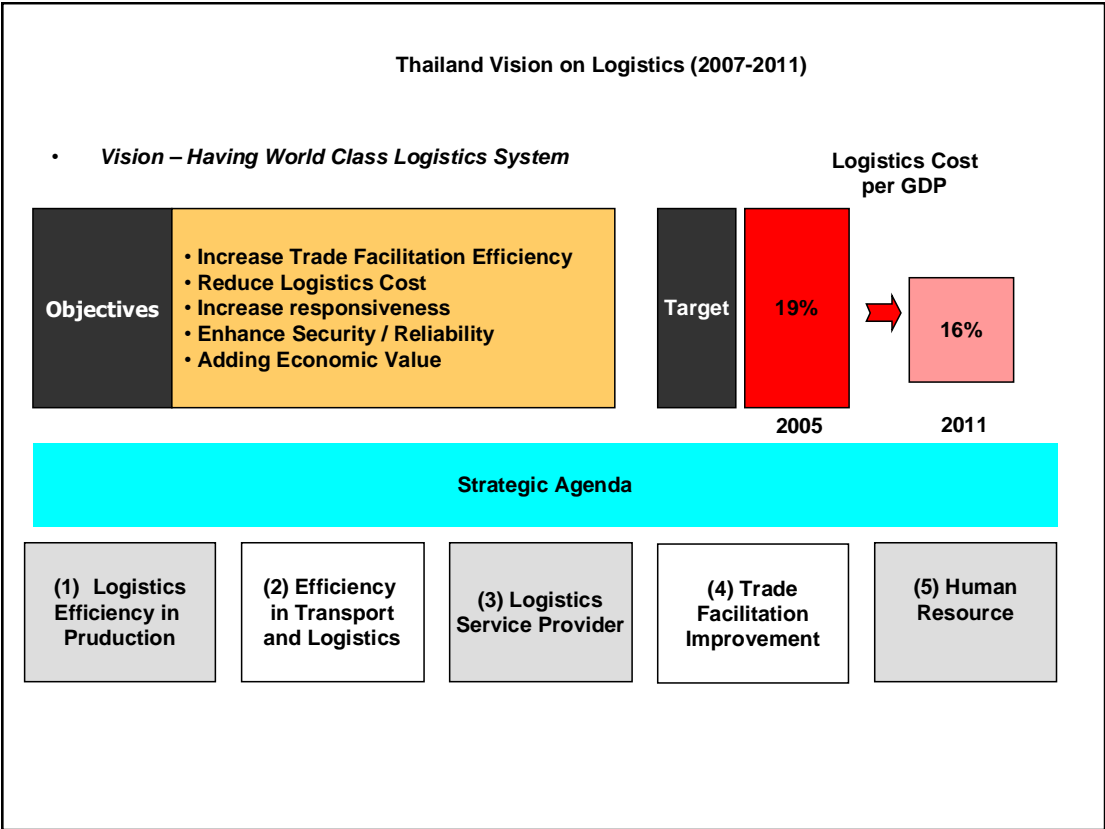 Thailand Vision on Logistics (2007-2011)
• Vision – Having World Class Logistics System
Logistics Cost
per GDP
Objectives
• Increase Trade Facilitation Efficiency
• Reduce Logistics Cost
• Increase responsiveness
• Enhance Security / Reliability
• Adding Economic Value
Target
19%
16%
2005
2011
Strategic Agenda
(1) Logistics
Efficiency in
Pruduction
(2) Efficiency
in Transport
and Logistics
(3) Logistics
Service Provider
(4) Trade
Facilitation
Improvement
(5) Human
Resource